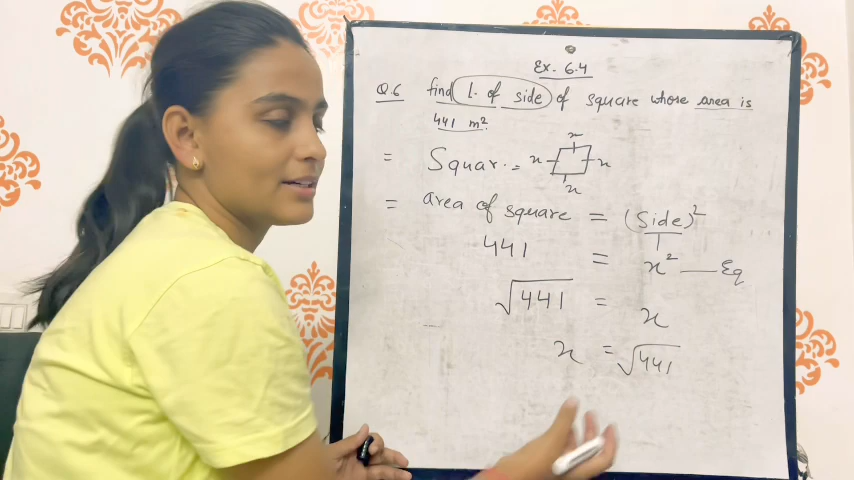 Ex. 6.4
Q.6 find l. of side of square whose area is
441 m².
= Squar. = x x x x
= area of square = (Side)²
441 = x² — Eq
√441 = x
x = √441